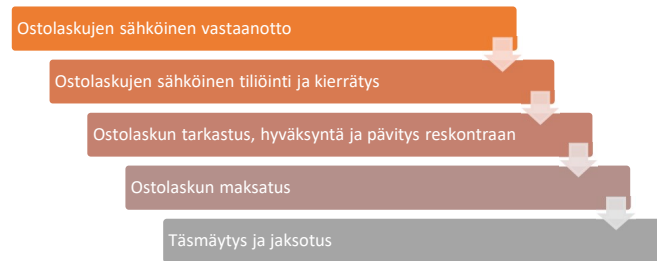 Ostolaskujen sähköinen vastaanotto
Ostolaskujen sähköinen tiliöinti ja kierrätys
Ostolaskun tarkastus, hyväksyntä ja pävitys reskontraan
Ostolaskun maksatus
Täsmäytys ja jaksotus